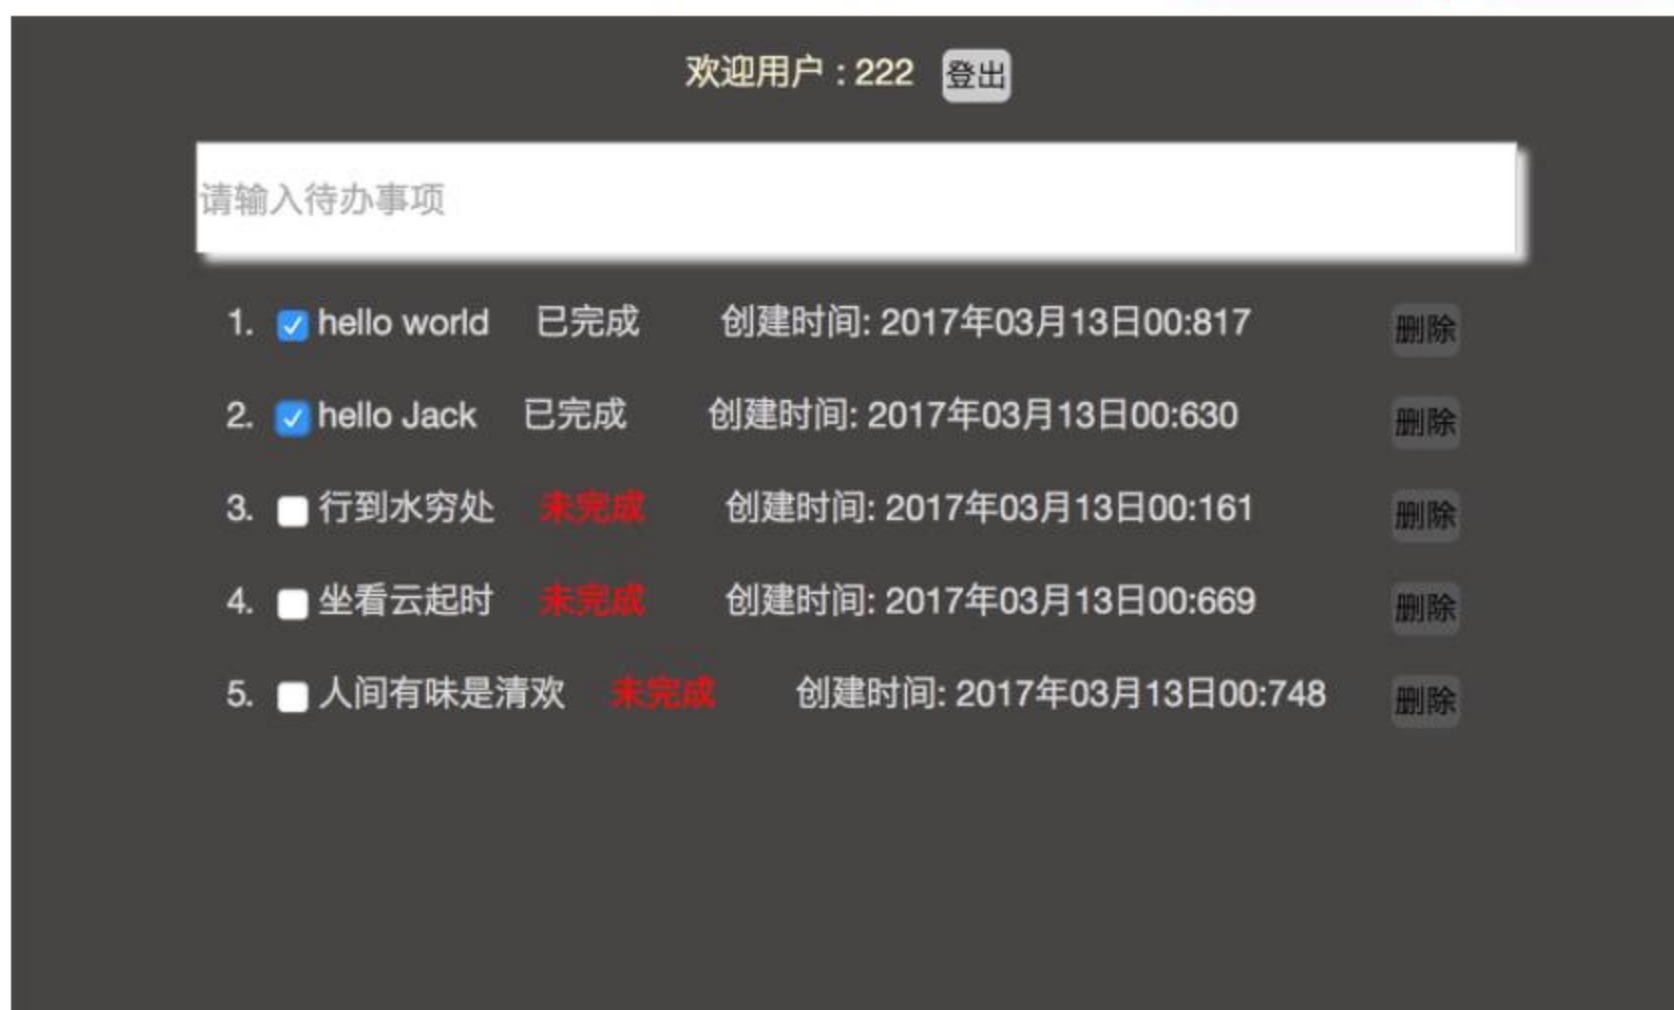 欢迎用户 : 222 登出
请输入待办事项
1. hello world 已完成 创建时间: 2017年03月13日00:817 删除
2. hello Jack 已完成 创建时间: 2017年03月13日00:630 删除
3. 行到水穷处 未完成 创建时间: 2017年03月13日00:161 删除
4. 坐看云起时 未完成 创建时间: 2017年03月13日00:669 删除
5. 人间有味是清欢 未完成 创建时间: 2017年03月13日00:748 删除